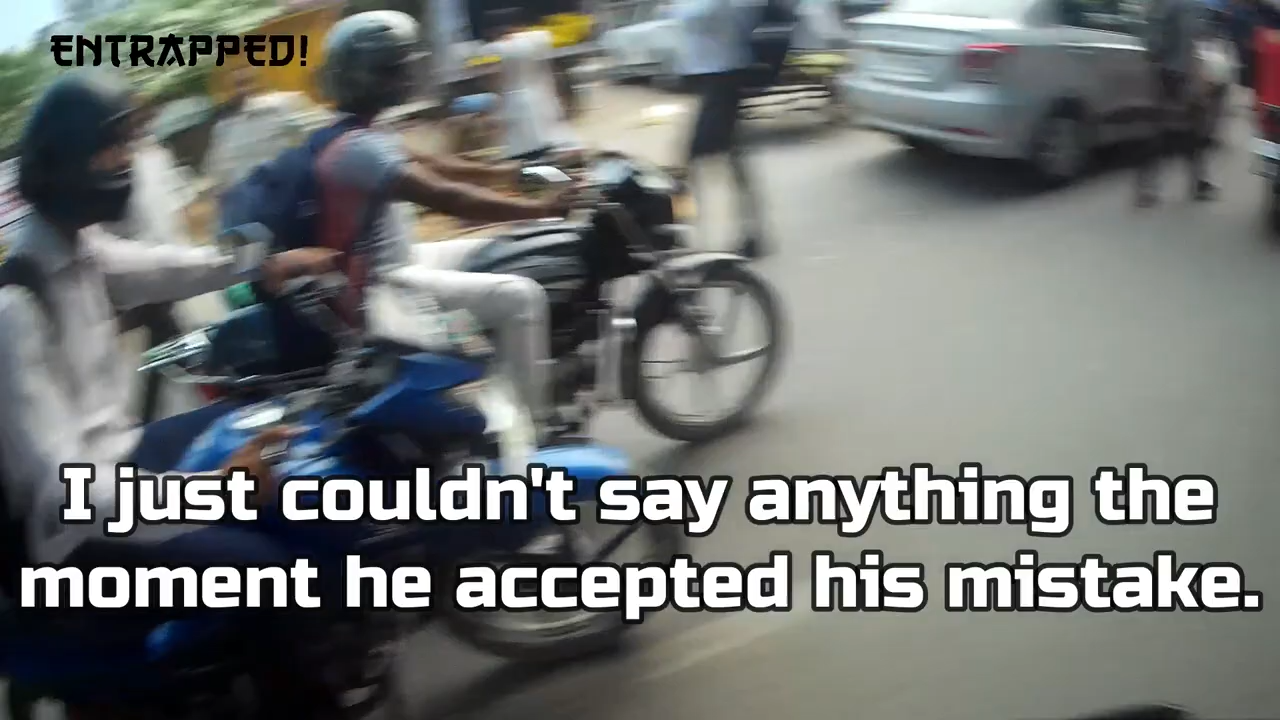 ENTRAPPED!
I just couldn't say anything the
moment he accepted his mistake.